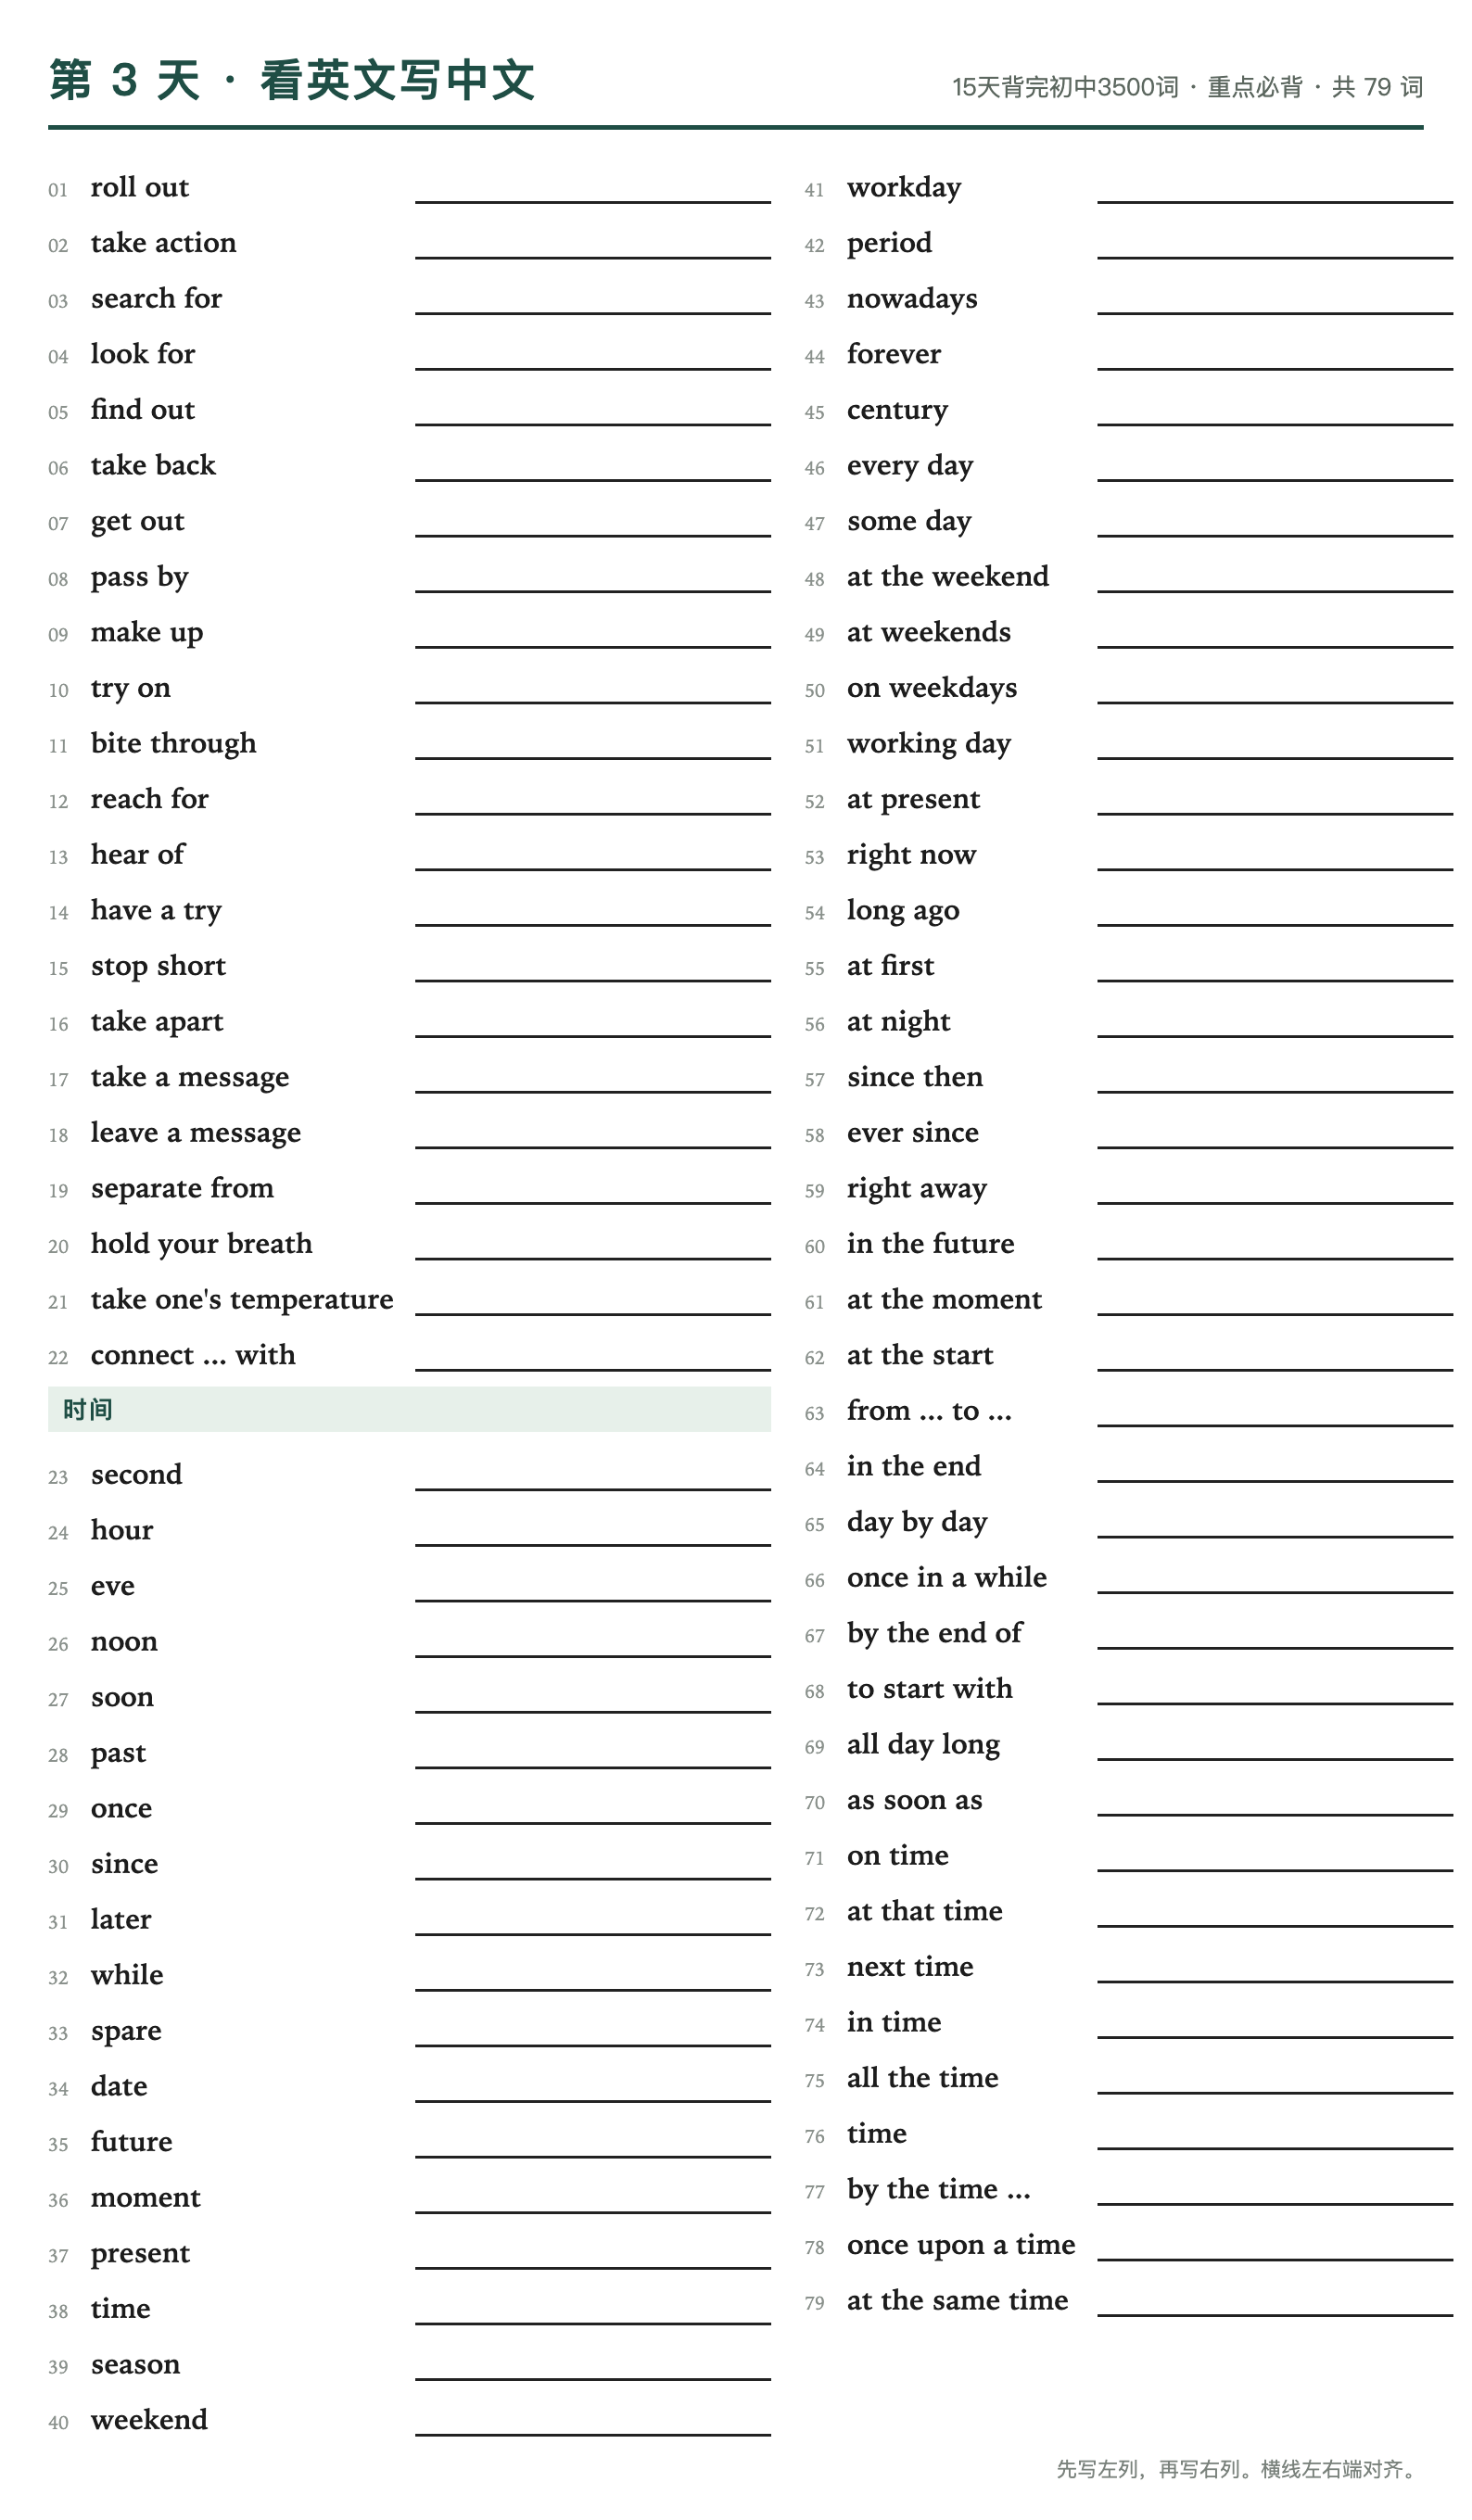 第 3 天 · 看英文写中文
15天背完初中3500词 · 重点必背 · 共 79 词
01 roll out
02 take action
03 search for
04 look for
05 find out
06 take back
07 get out
08 pass by
09 make up
10 try on
11 bite through
12 reach for
13 hear of
14 have a try
15 stop short
16 take apart
17 take a message
18 leave a message
19 separate from
20 hold your breath
21 take one's temperature
22 connect ... with
时间
23 second
24 hour
25 eve
26 noon
27 soon
28 past
29 once
30 since
31 later
32 while
33 spare
34 date
35 future
36 moment
37 present
38 time
39 season
40 weekend
41 workday
42 period
43 nowadays
44 forever
45 century
46 every day
47 some day
48 at the weekend
49 at weekends
50 on weekdays
51 working day
52 at present
53 right now
54 long ago
55 at first
56 at night
57 since then
58 ever since
59 right away
60 in the future
61 at the moment
62 at the start
63 from ... to ...
64 in the end
65 day by day
66 once in a while
67 by the end of
68 to start with
69 all day long
70 as soon as
71 on time
72 at that time
73 next time
74 in time
75 all the time
76 time
77 by the time ...
78 once upon a time
79 at the same time
先写左列，再写右列。横线左右端对齐。